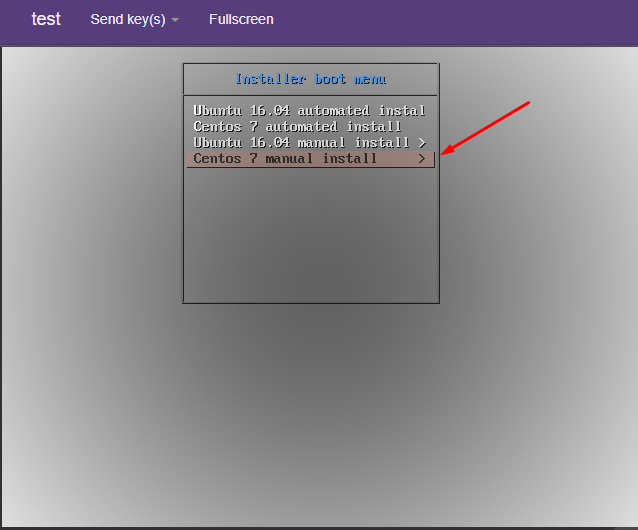 test Send key(s) Fullscreen
Installer boot menu
Ubuntu 16.04 automated instal
Centos 7 automated install
Ubuntu 16.04 manual install >
Centos 7 manual install >